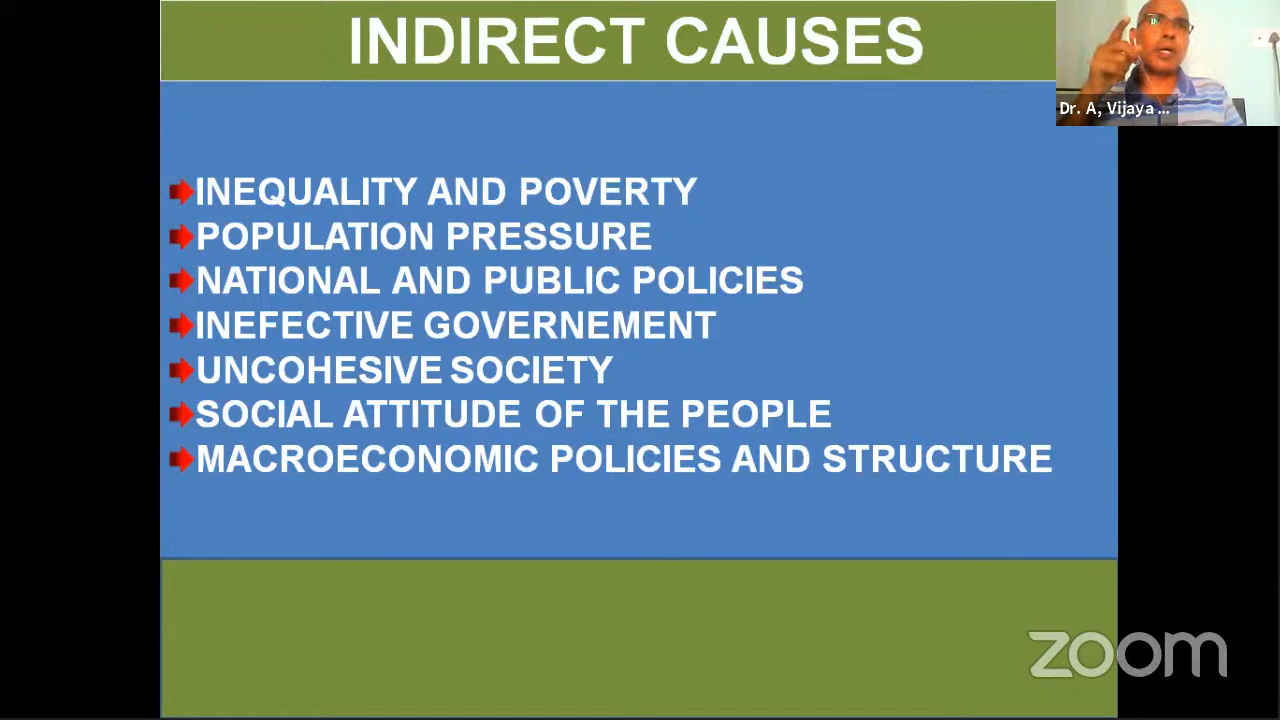 INDIRECT CAUSES
Dr. A, Vijaya ...
INEQUALITY AND POVERTY
POPULATION PRESSURE
NATIONAL AND PUBLIC POLICIES
INEFECTIVE GOVERNEMENT
UNCOHESIVE SOCIETY
SOCIAL ATTITUDE OF THE PEOPLE
MACROECONOMIC POLICIES AND STRUCTURE
zoom